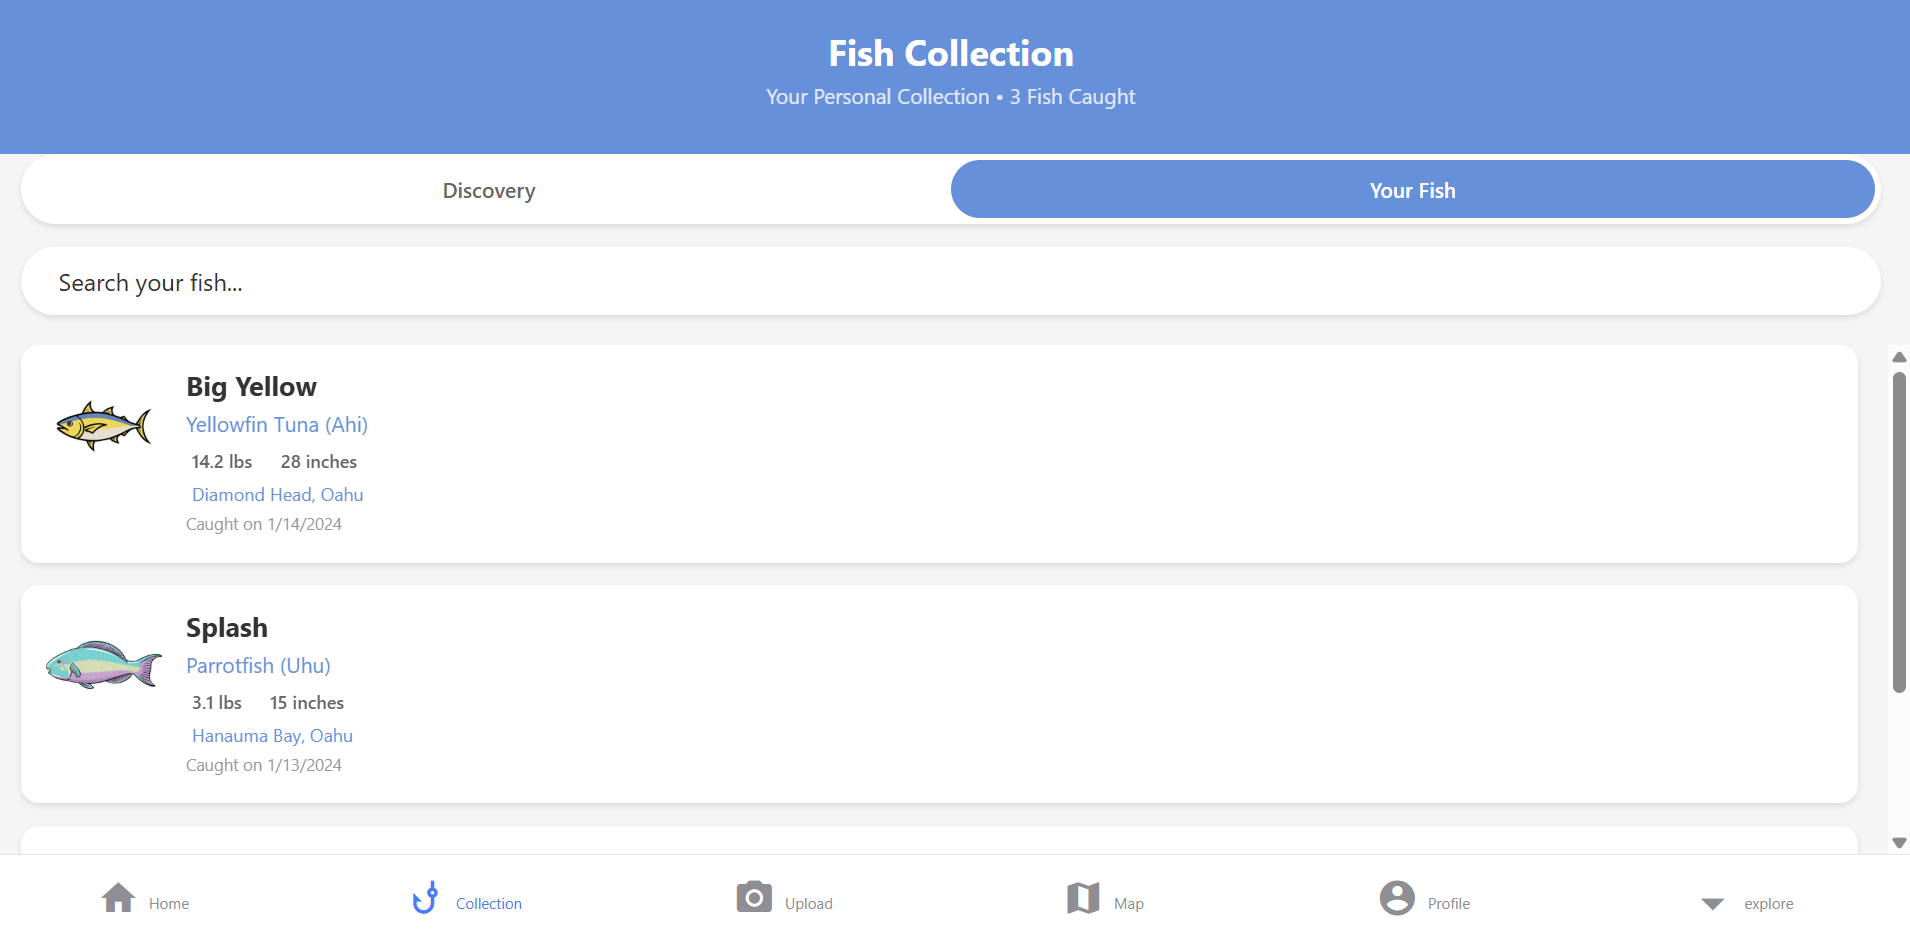 Fish Collection
Your Personal Collection • 3 Fish Caught
Discovery
Your Fish
Search your fish...
Big Yellow
Yellowfin Tuna (Ahi)
14.2 lbs 28 inches
Diamond Head, Oahu
Caught on 1/14/2024
Splash
Parrotfish (Uhu)
3.1 lbs 15 inches
Hanauma Bay, Oahu
Caught on 1/13/2024
Home
Collection
Upload
Map
Profile
explore